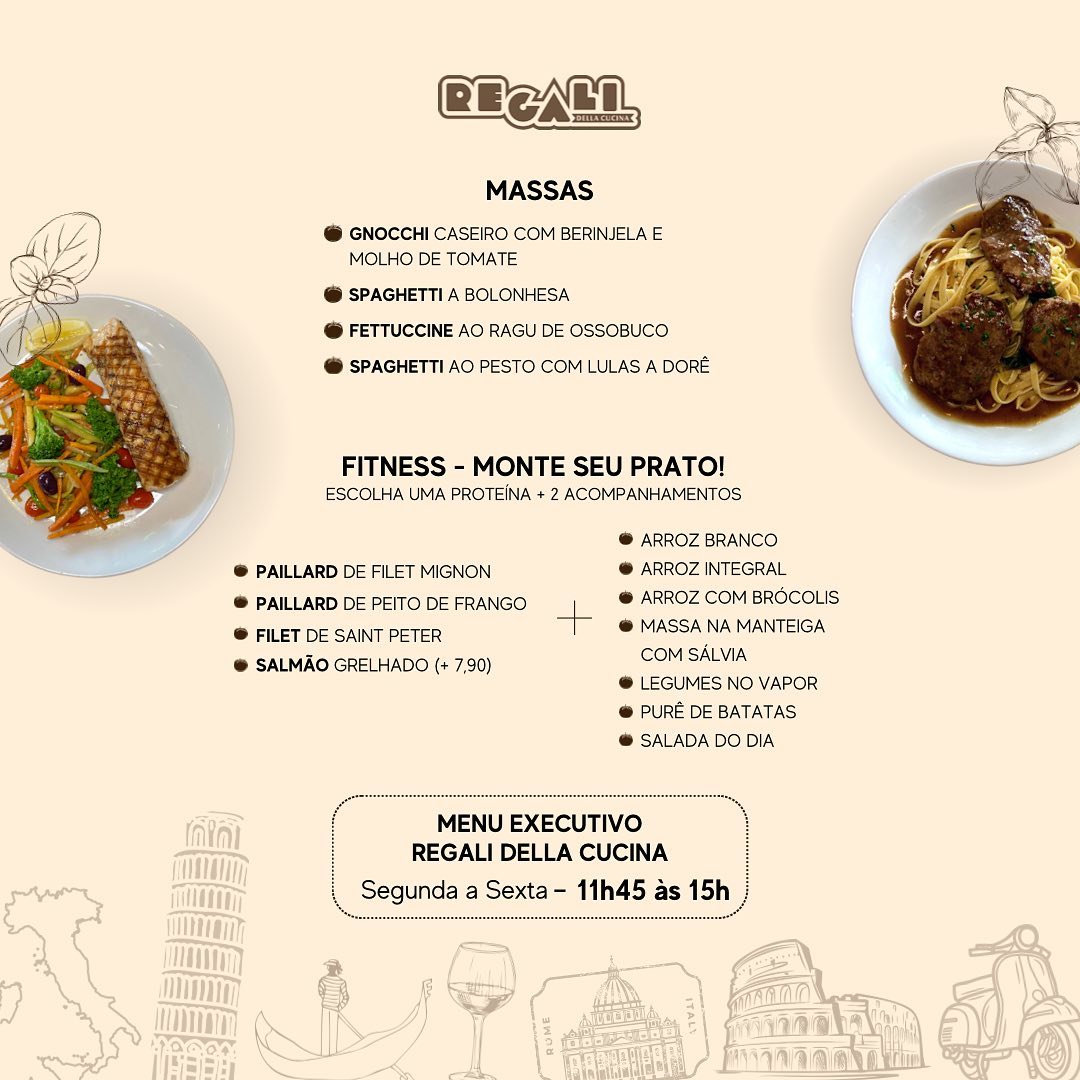 REGALI
DELLA CUCINA
MASSAS
GNOCCHI CASEIRO COM BERINJELA E
MOLHO DE TOMATE
SPAGHETTI A BOLONHESA
FETTUCCINE AO RAGU DE OSSOBUCO
SPAGHETTI AO PESTO COM LULAS A DORÊ
FITNESS - MONTE SEU PRATO!
ESCOLHA UMA PROTEÍNA + 2 ACOMPANHAMENTOS
PAILLARD DE FILET MIGNON
PAILLARD DE PEITO DE FRANGO
FILET DE SAINT PETER
SALMÃO GRELHADO (+ 7,90)
+
ARROZ BRANCO
ARROZ INTEGRAL
ARROZ COM BRÓCOLIS
MASSA NA MANTEIGA
COM SÁLVIA
LEGUMES NO VAPOR
PURÊ DE BATATAS
SALADA DO DIA
MENU EXECUTIVO
REGALI DELLA CUCINA
Segunda a Sexta – 11h45 às 15h
ROME
ITALY